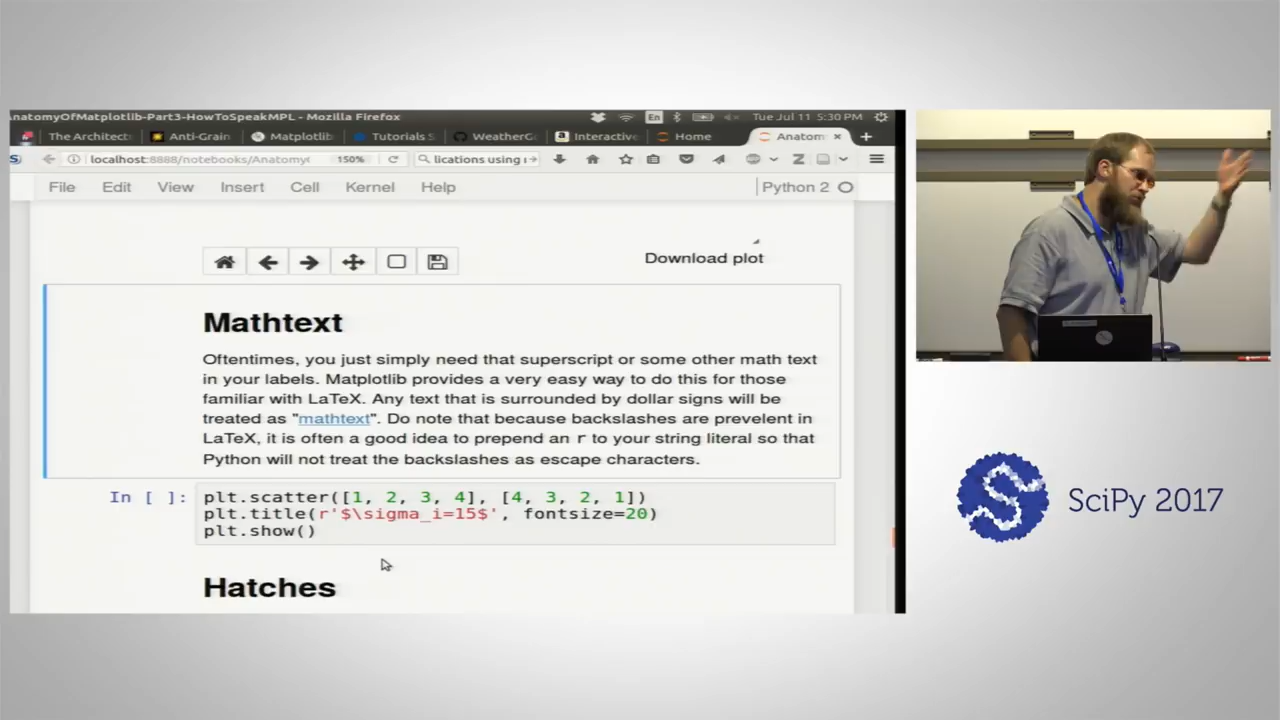 AnatomyOfMatplotlib-Part3-HowToSpeakMPL - Mozilla Firefox
En
Tue Jul 11 5:30 PM
The Architect
Anti-Grain
Matplotlib
Tutorials S
WeatherG
Interactive
Home
Anatom
localhost:8888/notebooks/Anatomy
150%
lications using
File Edit View Insert Cell Kernel Help
Python 2
Download plot
Mathtext
Oftentimes, you just simply need that superscript or some other math text
in your labels. Matplotlib provides a very easy way to do this for those
familiar with LaTeX. Any text that is surrounded by dollar signs will be
treated as "mathtext". Do note that because backslashes are prevelent in
LaTeX, it is often a good idea to prepend an r to your string literal so that
Python will not treat the backslashes as escape characters.
In [ ]:
plt.scatter([1, 2, 3, 4], [4, 3, 2, 1])
plt.title(r'$\sigma_i=15$', fontsize=20)
plt.show()
Hatches
SciPy 2017